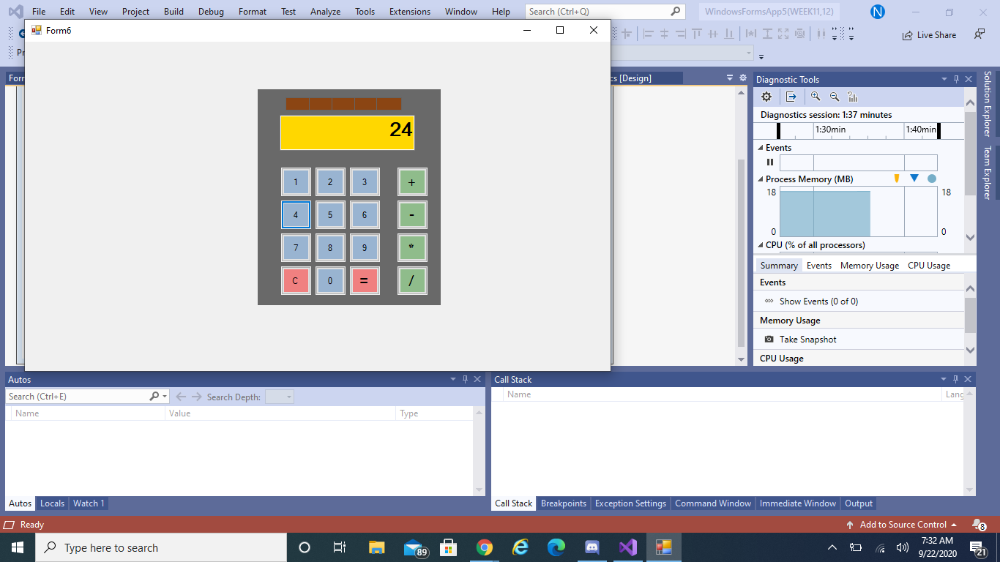 File Edit View Project Build Debug Format Test Analyze Tools Extensions Window Help Search (Ctrl+Q) WindowsFormsApp5(WEEK11,12) N
Form6
Live Share
Pr
Forr
cs [Design]
Diagnostic Tools
Diagnostics session: 1:37 minutes
1:30min 1:40min
Events
Process Memory (MB)
18 18
0 0
CPU (% of all processors)
Summary Events Memory Usage CPU Usage
Events
Show Events (0 of 0)
Memory Usage
Take Snapshot
CPU Usage
Solution Explorer
Team Explorer
24
1 2 3 +
4 5 6 -
7 8 9 *
C 0 = /
Autos
Search (Ctrl+E) Search Depth:
Name Value Type
Autos Locals Watch 1
Call Stack
Name Lang
Call Stack Breakpoints Exception Settings Command Window Immediate Window Output
Ready Add to Source Control 8
Type here to search 89 7:32 AM
9/22/2020 21